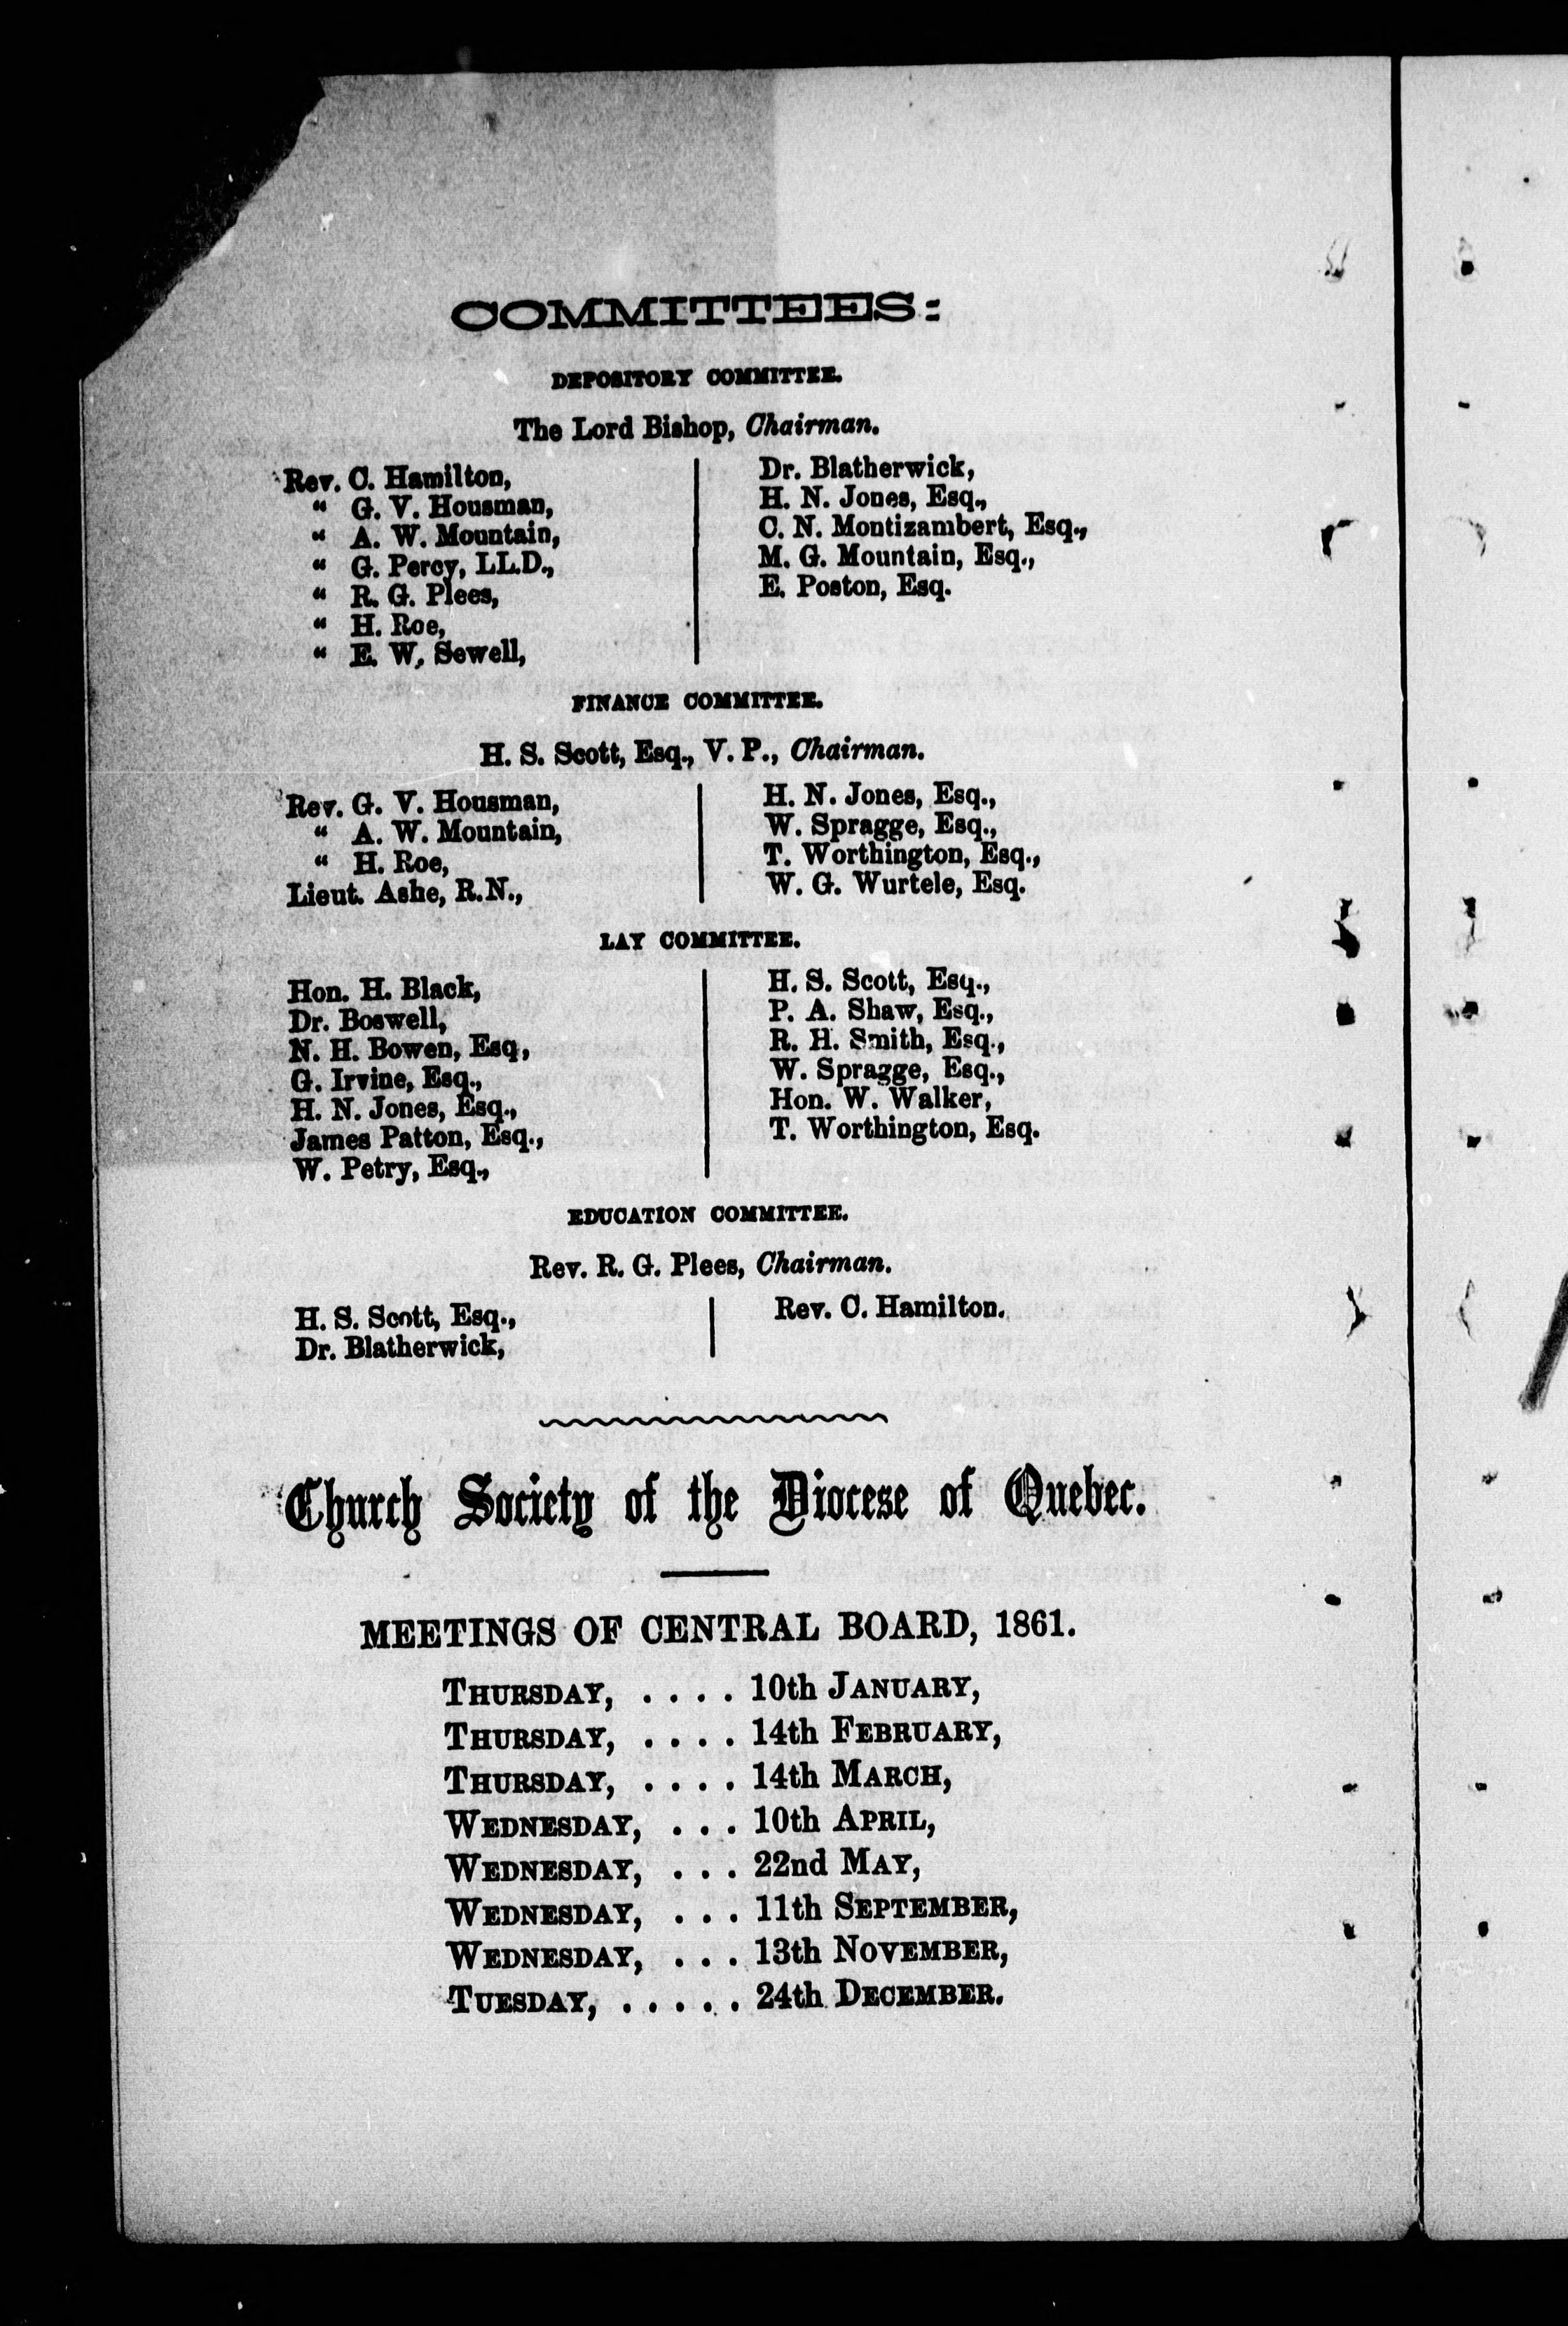 COMMITTEES:
DEPOSITORY COMMITTEE.
The Lord Bishop, Chairman.
Rev. C. Hamilton,
“ G. V. Housman,
“ A. W. Mountain,
“ G. Percy, LL.D.,
“ R. G. Plees,
“ H. Roe,
“ E. W. Sewell,
Dr. Blatherwick,
H. N. Jones, Esq.,
C. N. Montizambert, Esq.,
M. G. Mountain, Esq.,
E. Poston, Esq.
FINANCE COMMITTEE.
H. S. Scott, Esq., V. P., Chairman.
Rev. G. V. Housman,
“ A. W. Mountain,
“ H. Roe,
Lieut. Ashe, R.N.,
H. N. Jones, Esq.,
W. Spragge, Esq.,
T. Worthington, Esq.,
W. G. Wurtele, Esq.
LAY COMMITTEE.
Hon. H. Black,
Dr. Boswell,
N. H. Bowen, Esq,
G. Irvine, Esq.,
H. N. Jones, Esq.,
James Patton, Esq.,
W. Petry, Esq.,
H. S. Scott, Esq.,
P. A. Shaw, Esq.,
R. H. Smith, Esq.,
W. Spragge, Esq.,
Hon. W. Walker,
T. Worthington, Esq.
EDUCATION COMMITTEE.
Rev. R. G. Plees, Chairman.
H. S. Scott, Esq.,
Dr. Blatherwick,
Rev. C. Hamilton.
Church Society of the Diocese of Quebec.
MEETINGS OF CENTRAL BOARD, 1861.
THURSDAY, . . . . 10th JANUARY,
THURSDAY, . . . . 14th FEBRUARY,
THURSDAY, . . . . 14th MARCH,
WEDNESDAY, . . . 10th APRIL,
WEDNESDAY, . . . 22nd MAY,
WEDNESDAY, . . . 11th SEPTEMBER,
WEDNESDAY, . . . 13th NOVEMBER,
TUESDAY, . . . . . 24th DECEMBER.